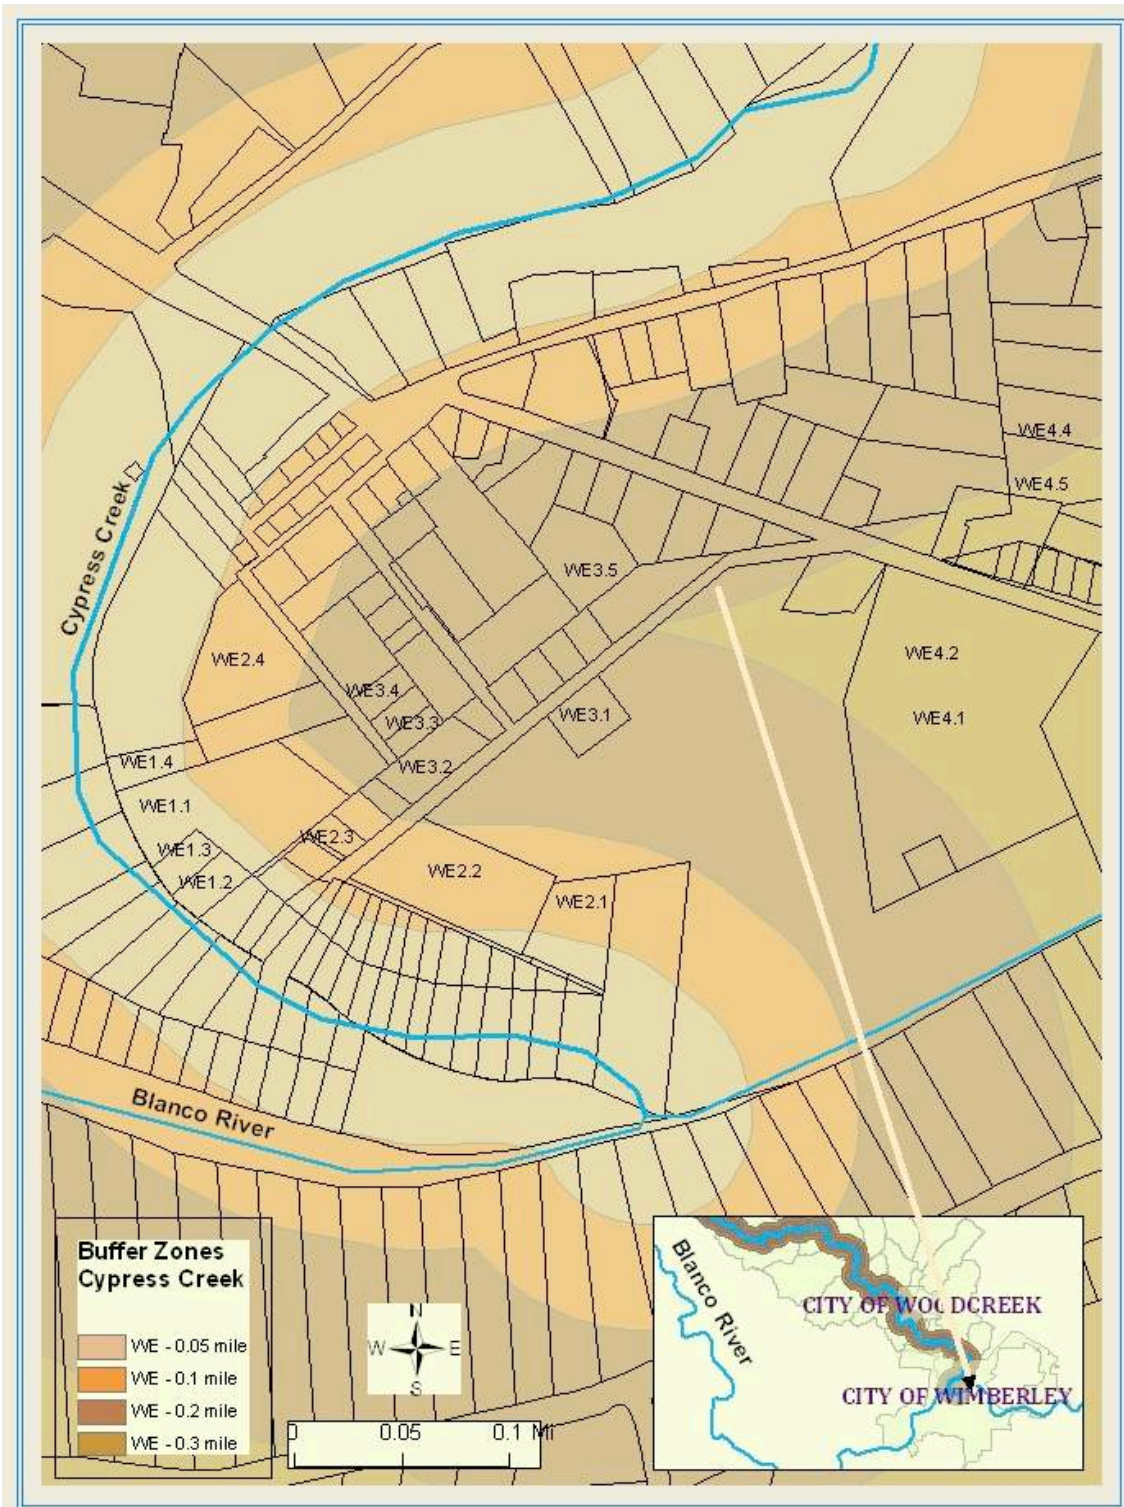 WE4.4
WE4.5
Cypress Creek
WE3.5
WE2.4
WE4.2
WE3.4
WE3.3
WE3.1
WE4.1
WE1.4
WE3.2
WE1.1
WE2.3
WE1.3
WE1.2
WE2.2
WE2.1
Blanco River
Buffer Zones
Cypress Creek
WE - 0.05 mile
WE - 0.1 mile
WE - 0.2 mile
WE - 0.3 mile
N
W E
S
0 0.05 0.1 Mi
Blanco River
CITY OF WOODCREEK
CITY OF WIMBERLEY